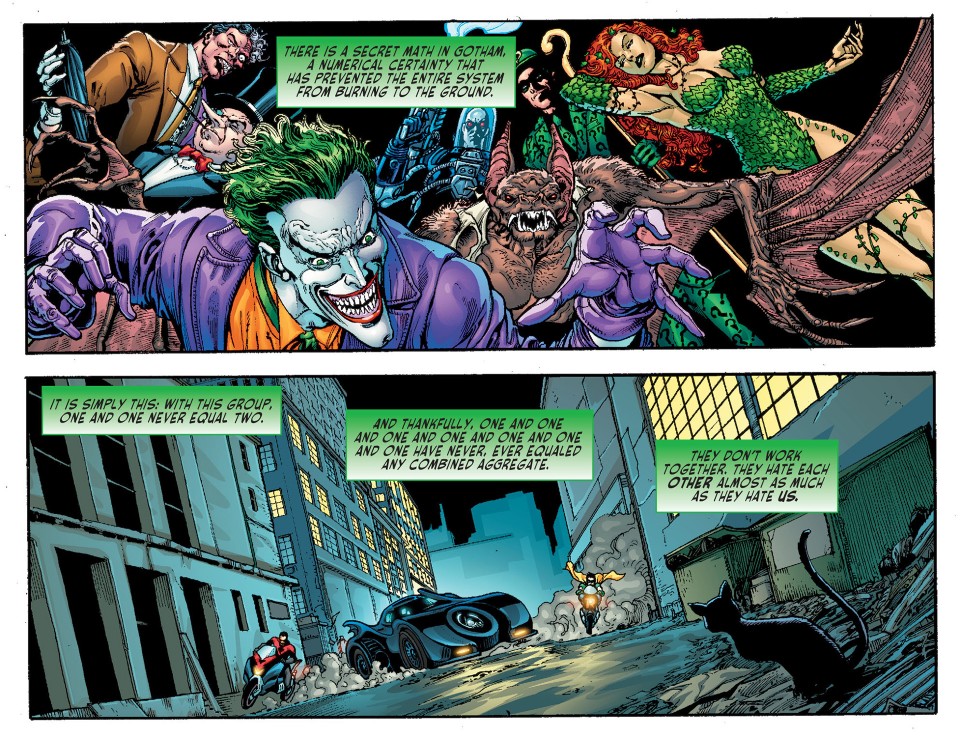 THERE IS A SECRET MATH IN GOTHAM,
A NUMERICAL CERTAINTY THAT
HAS PREVENTED THE ENTIRE SYSTEM
FROM BURNING TO THE GROUND.
IT IS SIMPLY THIS: WITH THIS GROUP,
ONE AND ONE NEVER EQUAL TWO.
AND THANKFULLY, ONE AND ONE
AND ONE AND ONE AND ONE AND ONE
AND ONE HAVE NEVER, EVER EQUALED
ANY COMBINED AGGREGATE.
THEY DON'T WORK
TOGETHER. THEY HATE EACH
OTHER ALMOST AS MUCH
AS THEY HATE US.